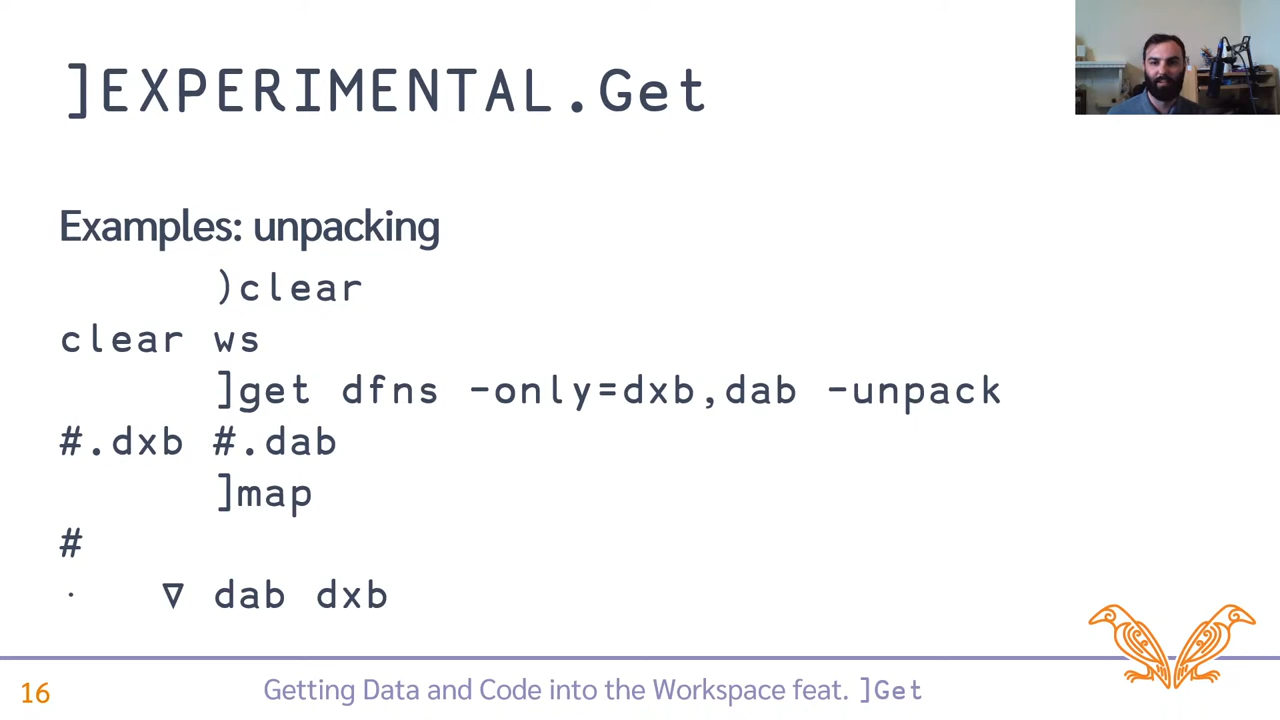 ]EXPERIMENTAL.Get
Examples: unpacking
)clear
clear ws
]get dfns -only=dxb,dab -unpack
#.dxb #.dab
]map
#
· ∇ dab dxb
16
Getting Data and Code into the Workspace feat. ]Get